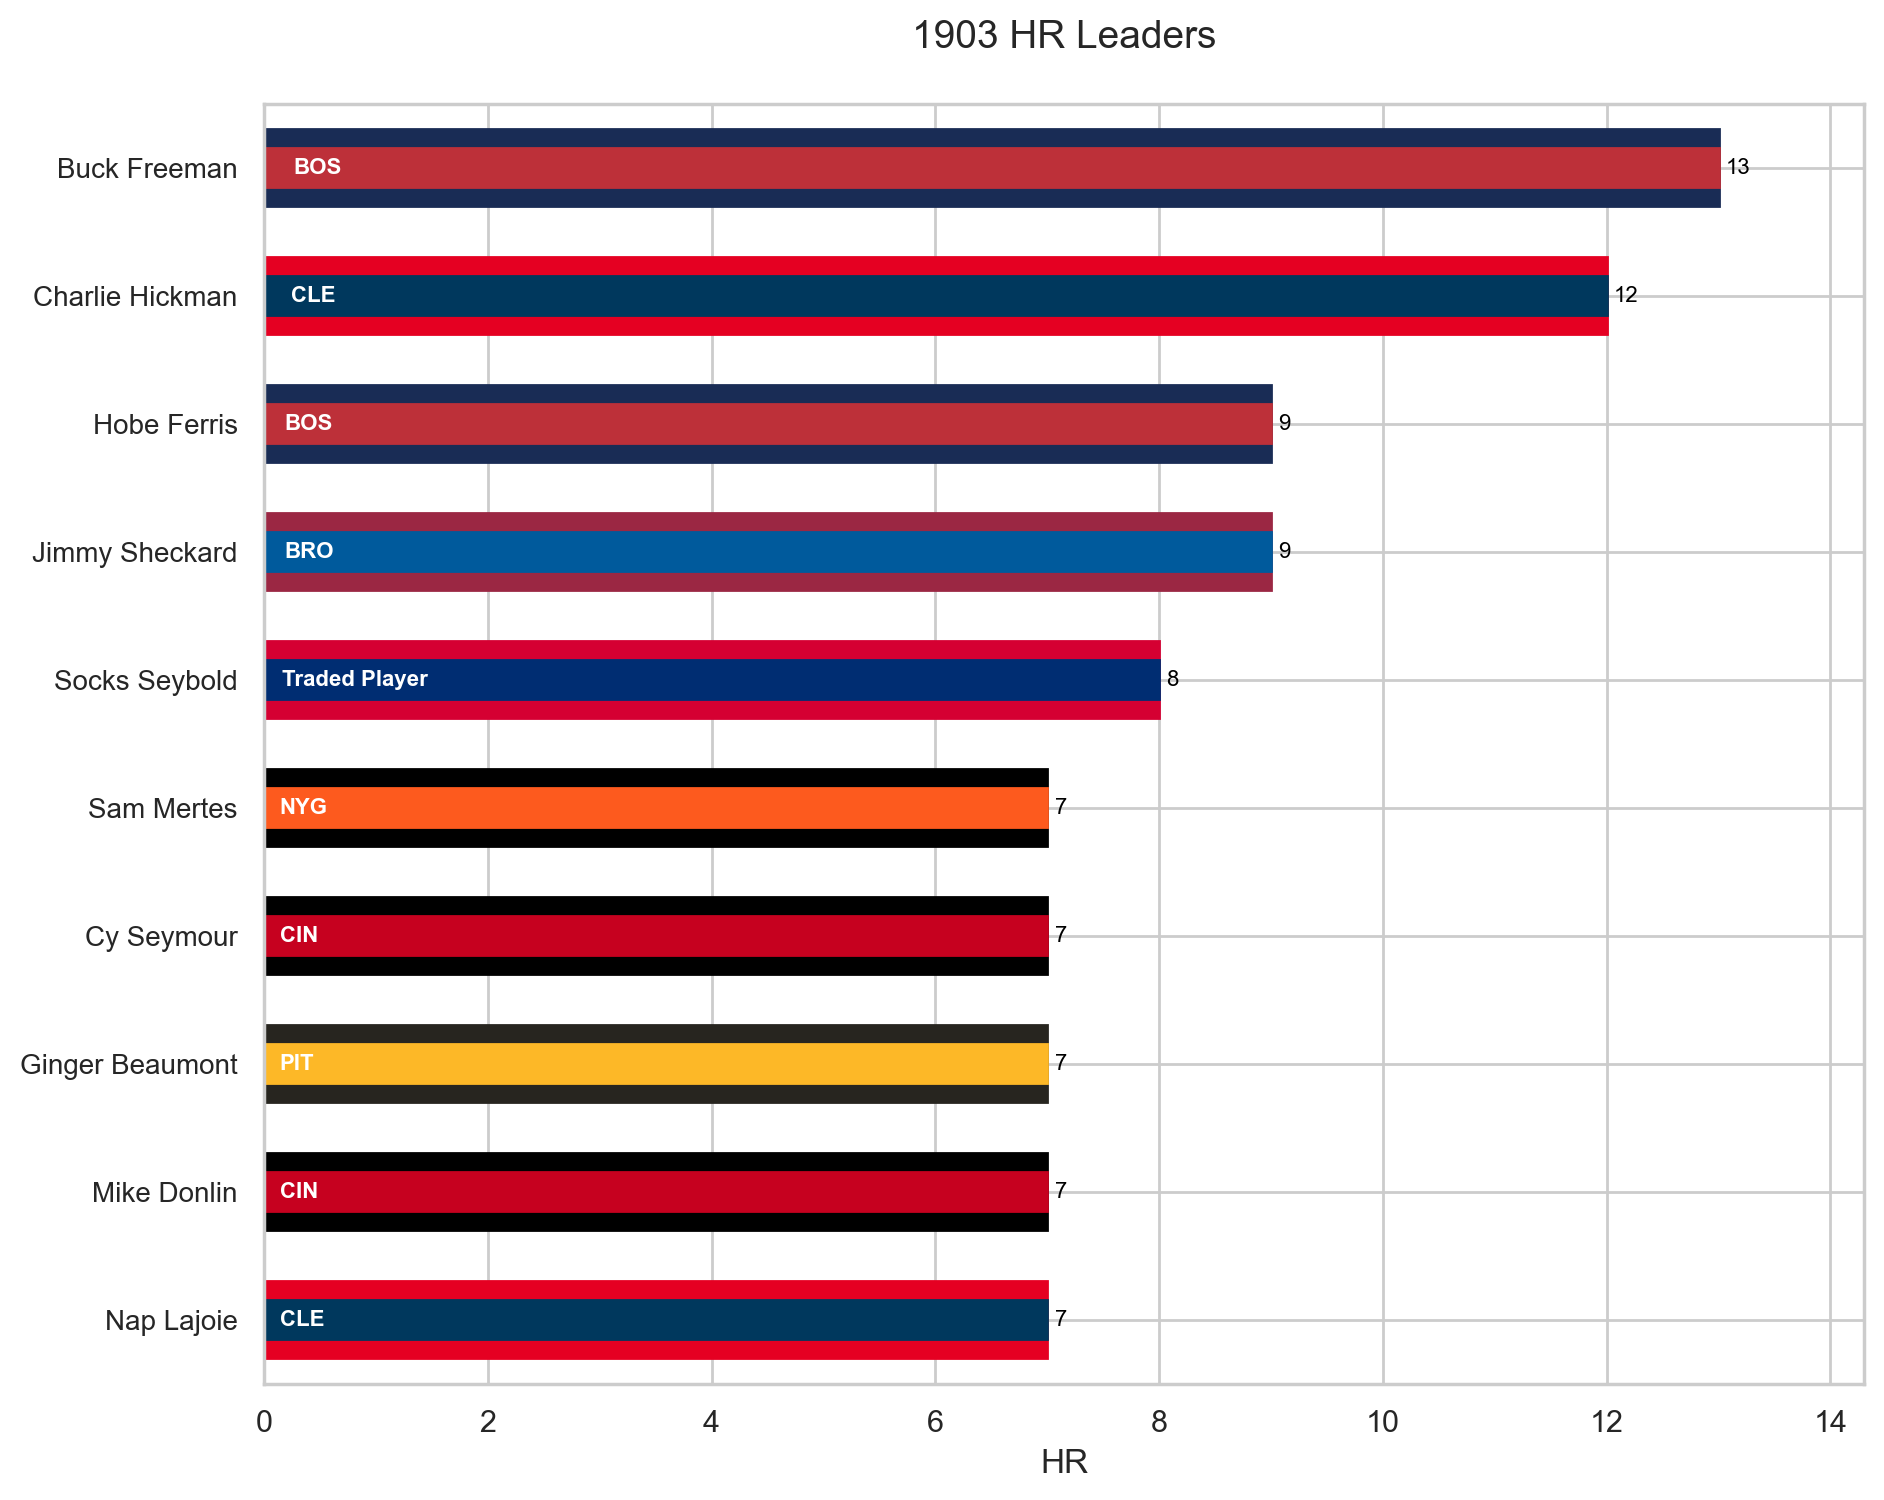 1903 HR Leaders
Buck Freeman BOS 13
Charlie Hickman CLE 12
Hobe Ferris BOS 9
Jimmy Sheckard BRO 9
Socks Seybold Traded Player 8
Sam Mertes NYG 7
Cy Seymour CIN 7
Ginger Beaumont PIT 7
Mike Donlin CIN 7
Nap Lajoie CLE 7
0 2 4 6 8 10 12 14
HR